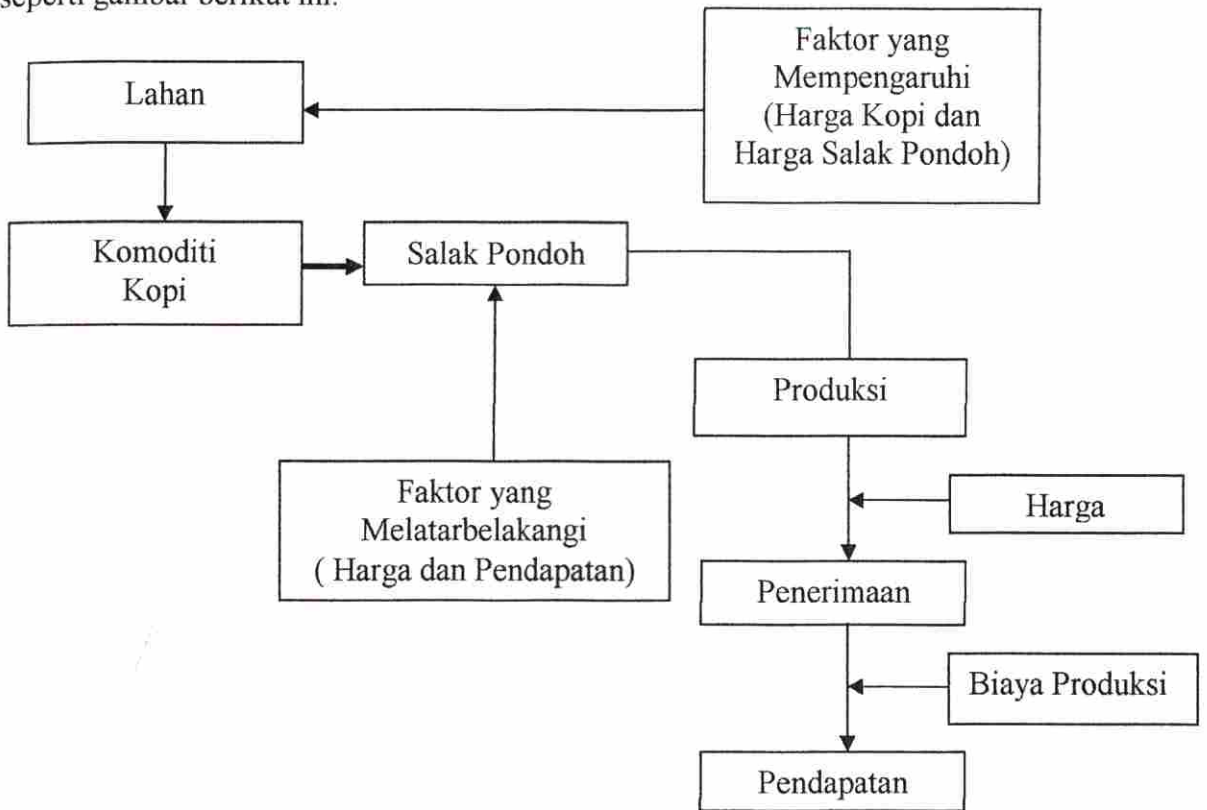 seperti gambar berikut ini.
Faktor yang
Mempengaruhi
(Harga Kopi dan
Harga Salak Pondoh)
Lahan
Komoditi
Kopi
Salak Pondoh
Produksi
Faktor yang
Melatarbelakangi
( Harga dan Pendapatan)
Harga
Penerimaan
Biaya Produksi
Pendapatan